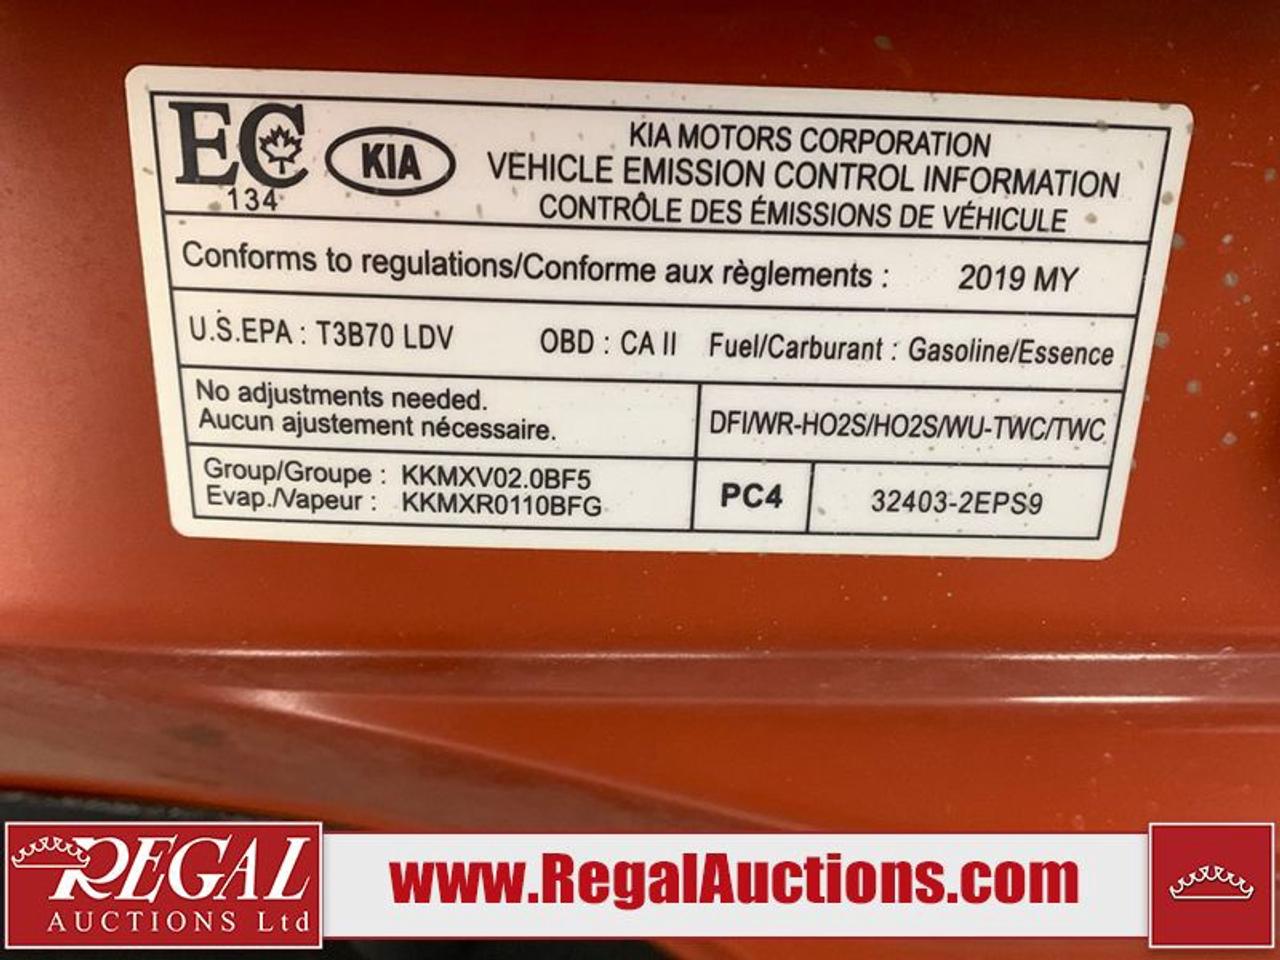 EC
134
KIA
KIA MOTORS CORPORATION
VEHICLE EMISSION CONTROL INFORMATION
CONTRÔLE DES ÉMISSIONS DE VÉHICULE
Conforms to regulations/Conforme aux règlements : 2019 MY
U.S.EPA : T3B70 LDV OBD : CA II Fuel/Carburant : Gasoline/Essence
No adjustments needed.
Aucun ajustement nécessaire.
DFI/WR-HO2S/HO2S/WU-TWC/TWC
Group/Groupe : KKMXV02.0BF5
Evap./Vapeur : KKMXR0110BFG
PC4
32403-2EPS9
REGAL
AUCTIONS Ltd
www.RegalAuctions.com